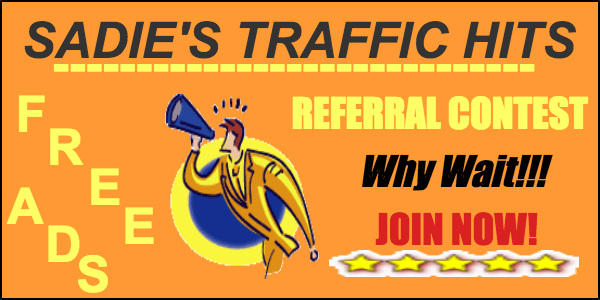 SADIE'S TRAFFIC HITS
FREE
ADS
REFERRAL CONTEST
Why Wait!!!
JOIN NOW!